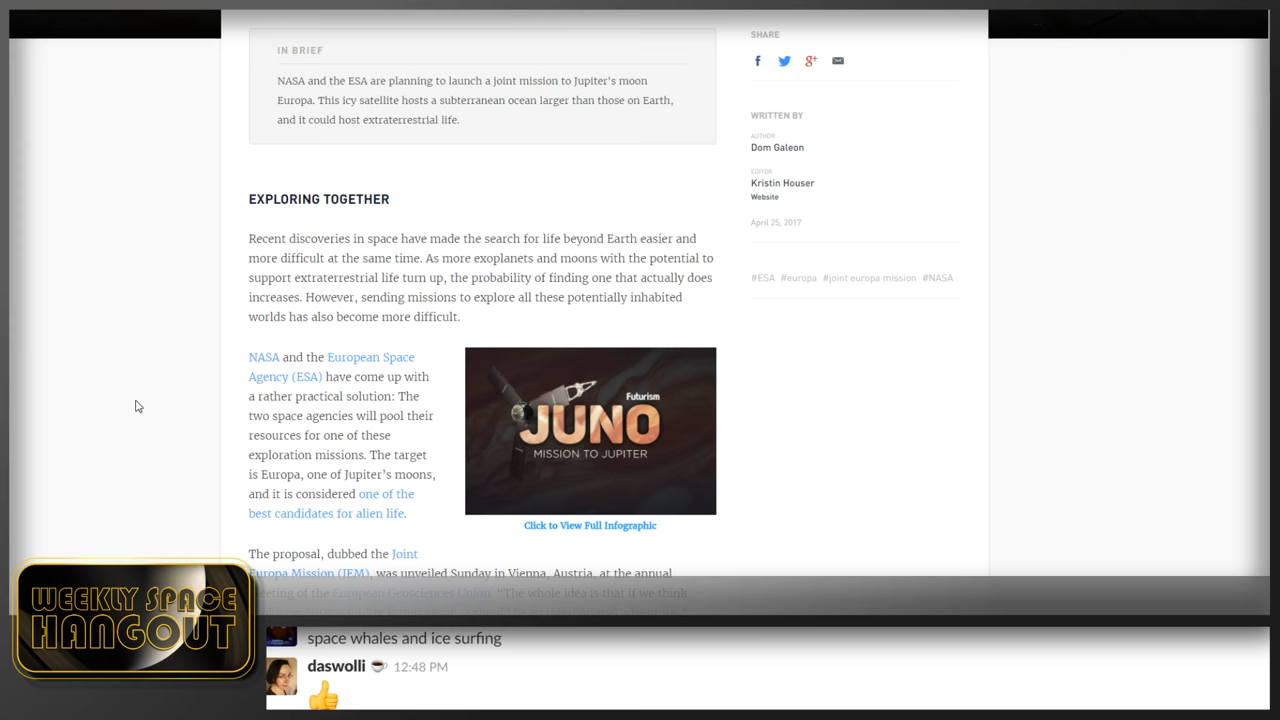 IN BRIEF
NASA and the ESA are planning to launch a joint mission to Jupiter's moon
Europa. This icy satellite hosts a subterranean ocean larger than those on Earth,
and it could host extraterrestrial life.
EXPLORING TOGETHER
Recent discoveries in space have made the search for life beyond Earth easier and
more difficult at the same time. As more exoplanets and moons with the potential to
support extraterrestrial life turn up, the probability of finding one that actually does
increases. However, sending missions to explore all these potentially inhabited
worlds has also become more difficult.
NASA and the European Space
Agency (ESA) have come up with
a rather practical solution: The
two space agencies will pool their
resources for one of these
exploration missions. The target
is Europa, one of Jupiter's moons,
and it is considered one of the
best candidates for alien life.
Futurism
JUNO
MISSION TO JUPITER
Click to View Full Infographic
The proposal, dubbed the Joint
Europa Mission (JEM), was unveiled Sunday in Vienna, Austria, at the annual
meeting of the European Geosciences Union. "The whole idea is that if we think
SHARE
f
g+
WRITTEN BY
AUTHOR
Dom Galeon
EDITOR
Kristin Houser
Website
April 25, 2017
#ESA #europa #joint europa mission #NASA
WEEKLY SPACE
HANGOUT
space whales and ice surfing
daswolli 12:48 PM